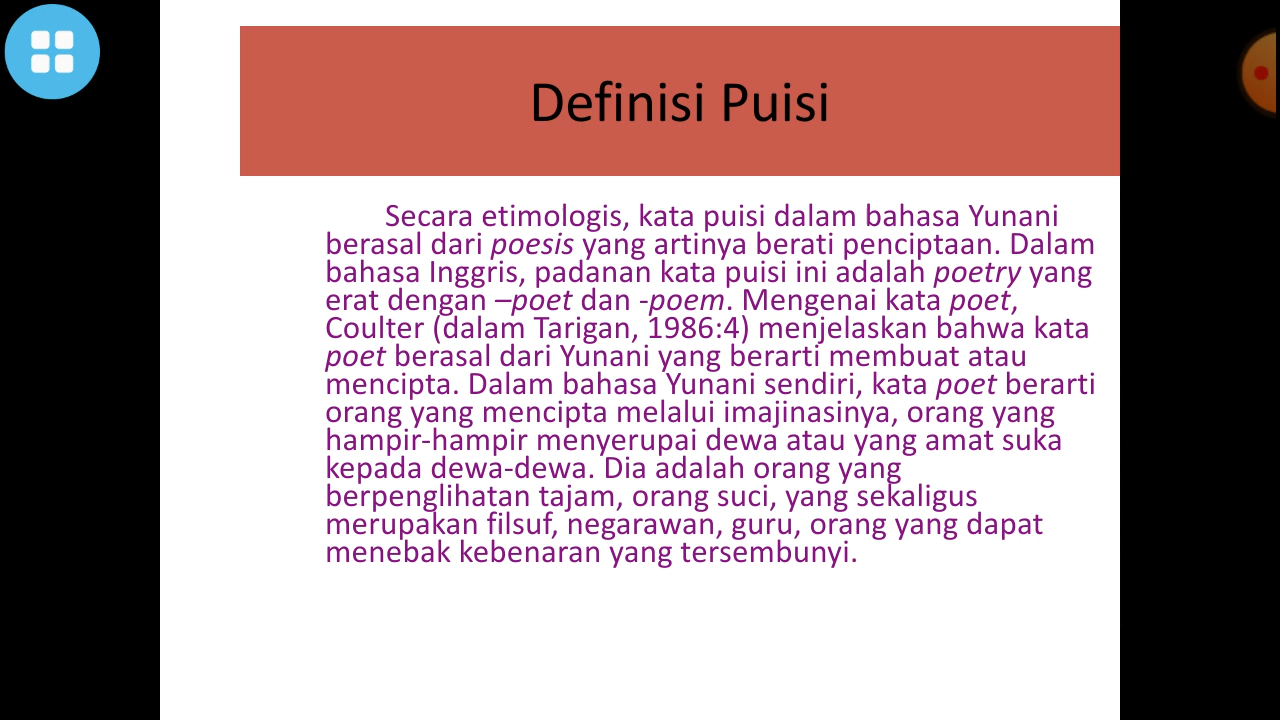 Definisi Puisi
Secara etimologis, kata puisi dalam bahasa Yunani
berasal dari poesis yang artinya berati penciptaan. Dalam
bahasa Inggris, padanan kata puisi ini adalah poetry yang
erat dengan –poet dan -poem. Mengenai kata poet,
Coulter (dalam Tarigan, 1986:4) menjelaskan bahwa kata
poet berasal dari Yunani yang berarti membuat atau
mencipta. Dalam bahasa Yunani sendiri, kata poet berarti
orang yang mencipta melalui imajinasinya, orang yang
hampir-hampir menyerupai dewa atau yang amat suka
kepada dewa-dewa. Dia adalah orang yang
berpenglihatan tajam, orang suci, yang sekaligus
merupakan filsuf, negarawan, guru, orang yang dapat
menebak kebenaran yang tersembunyi.